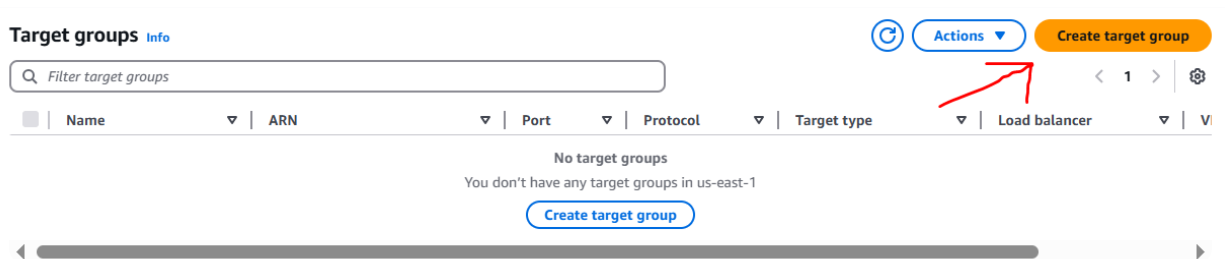 Target groups Info
Actions
Create target group
Filter target groups
1
Name ARN Port Protocol Target type Load balancer
No target groups
You don't have any target groups in us-east-1
Create target group